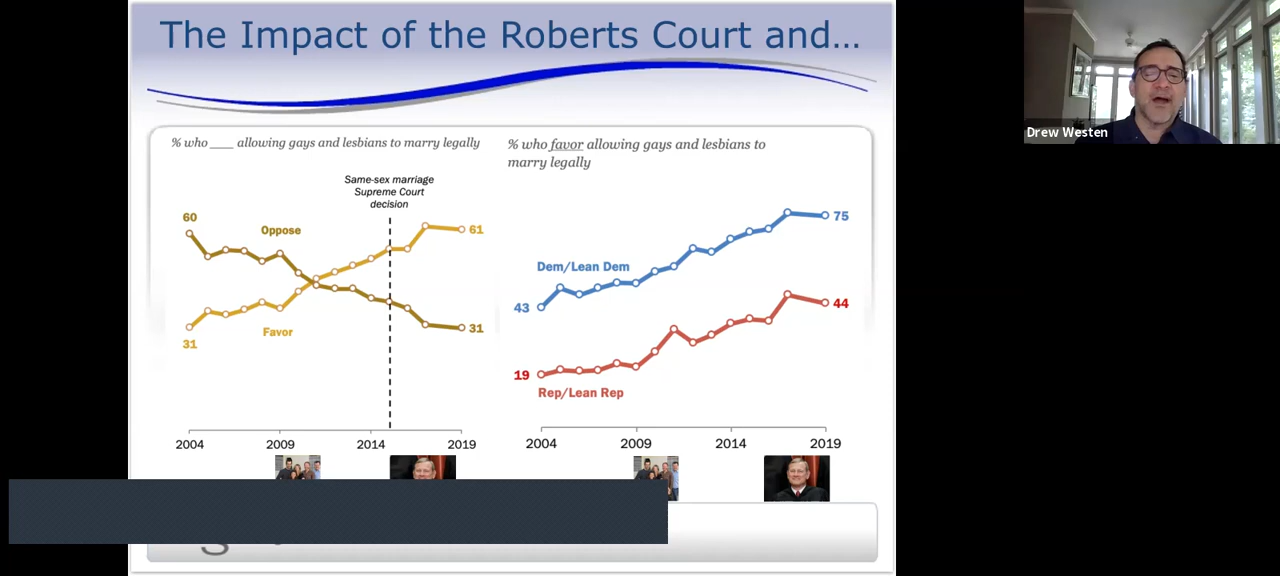 The Impact of the Roberts Court and...
% who ___ allowing gays and lesbians to marry legally
Same-sex marriage
Supreme Court
decision
60
Oppose
61
Favor
31
31
2004
2009
2014
2019
% who favor allowing gays and lesbians to
marry legally
75
Dem/Lean Dem
43
44
19
Rep/Lean Rep
2004
2009
2014
2019
Drew Westen